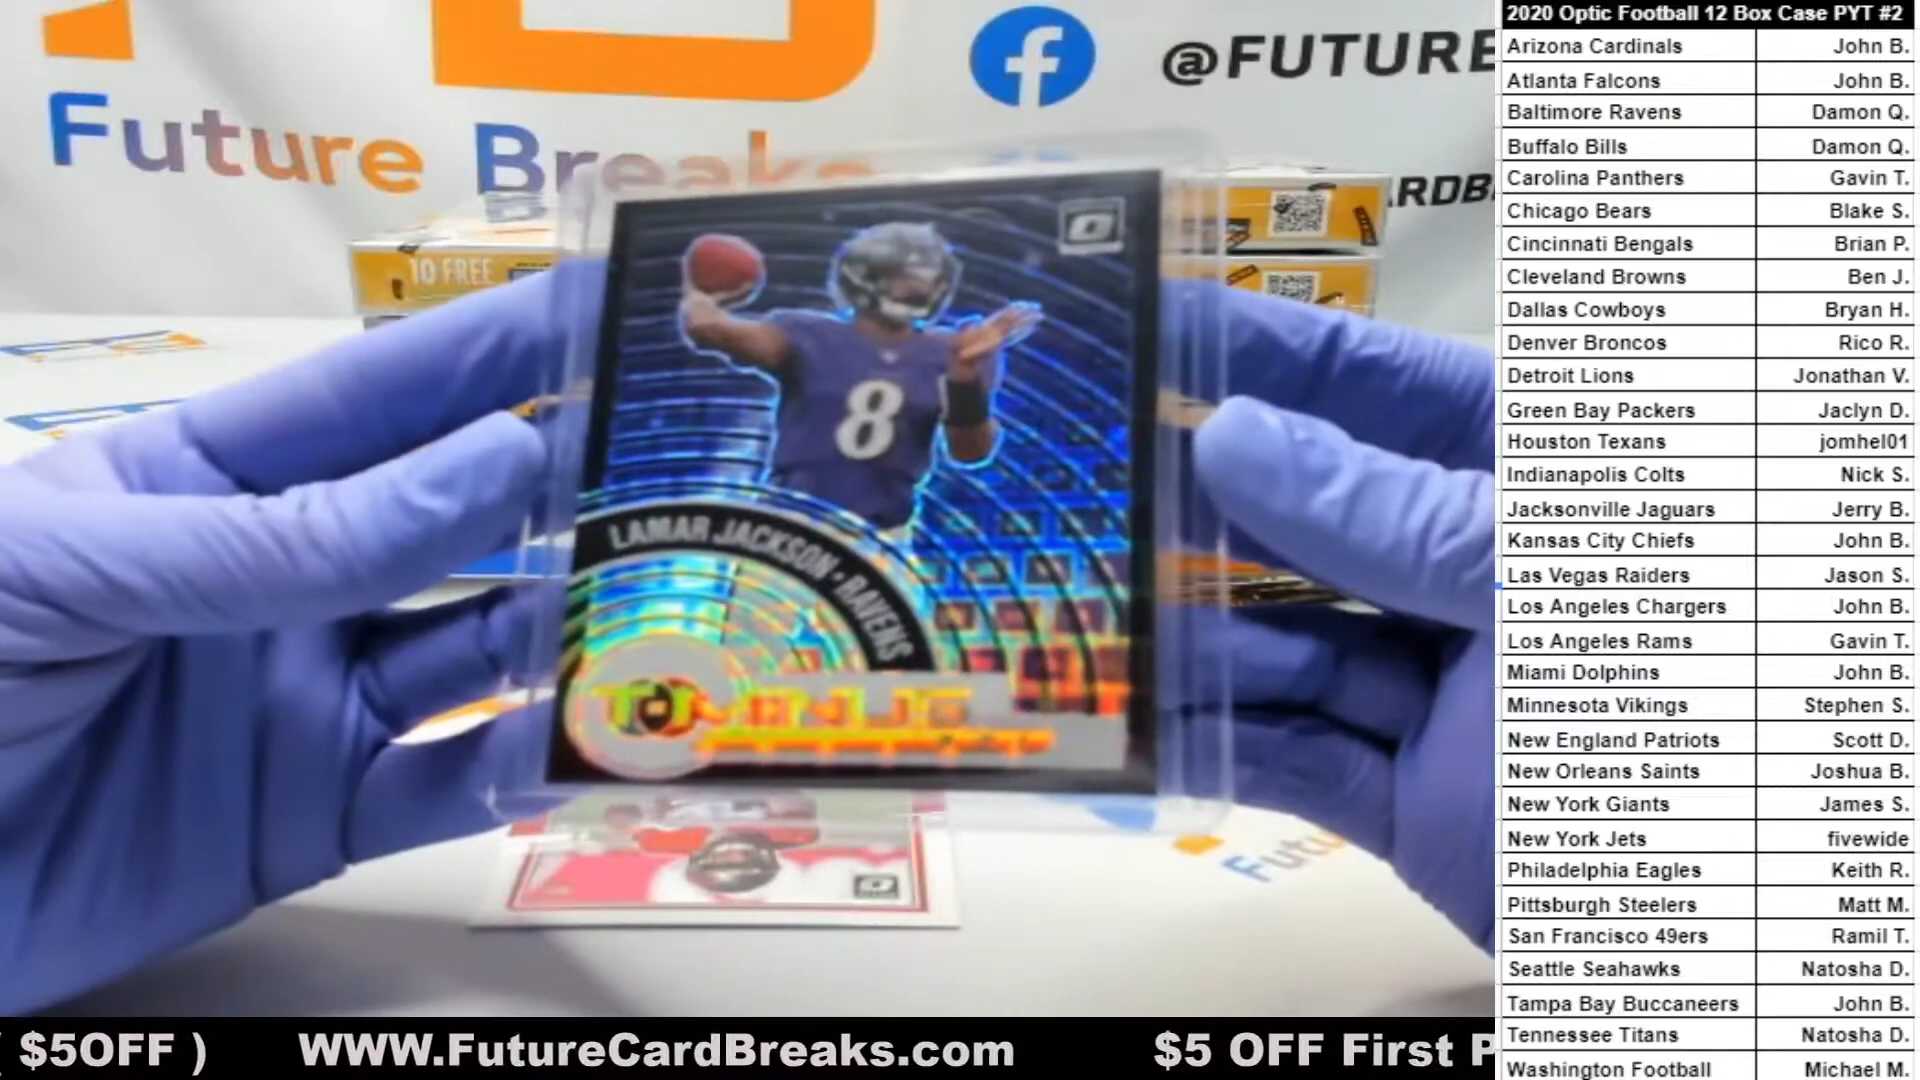 Future Breaks
@FUTURE
ARDB
10 FREE
8
LAMAR JACKSON • RAVENS
Futu
$5OFF )
WWW.FutureCardBreaks.com
$5 OFF First P
2020 Optic Football 12 Box Case PYT #2
Arizona Cardinals John B.
Atlanta Falcons John B.
Baltimore Ravens Damon Q.
Buffalo Bills Damon Q.
Carolina Panthers Gavin T.
Chicago Bears Blake S.
Cincinnati Bengals Brian P.
Cleveland Browns Ben J.
Dallas Cowboys Bryan H.
Denver Broncos Rico R.
Detroit Lions Jonathan V.
Green Bay Packers Jaclyn D.
Houston Texans jomhel01
Indianapolis Colts Nick S.
Jacksonville Jaguars Jerry B.
Kansas City Chiefs John B.
Las Vegas Raiders Jason S.
Los Angeles Chargers John B.
Los Angeles Rams Gavin T.
Miami Dolphins John B.
Minnesota Vikings Stephen S.
New England Patriots Scott D.
New Orleans Saints Joshua B.
New York Giants James S.
New York Jets fivewide
Philadelphia Eagles Keith R.
Pittsburgh Steelers Matt M.
San Francisco 49ers Ramil T.
Seattle Seahawks Natosha D.
Tampa Bay Buccaneers John B.
Tennessee Titans Natosha D.
Washington Football Michael M.